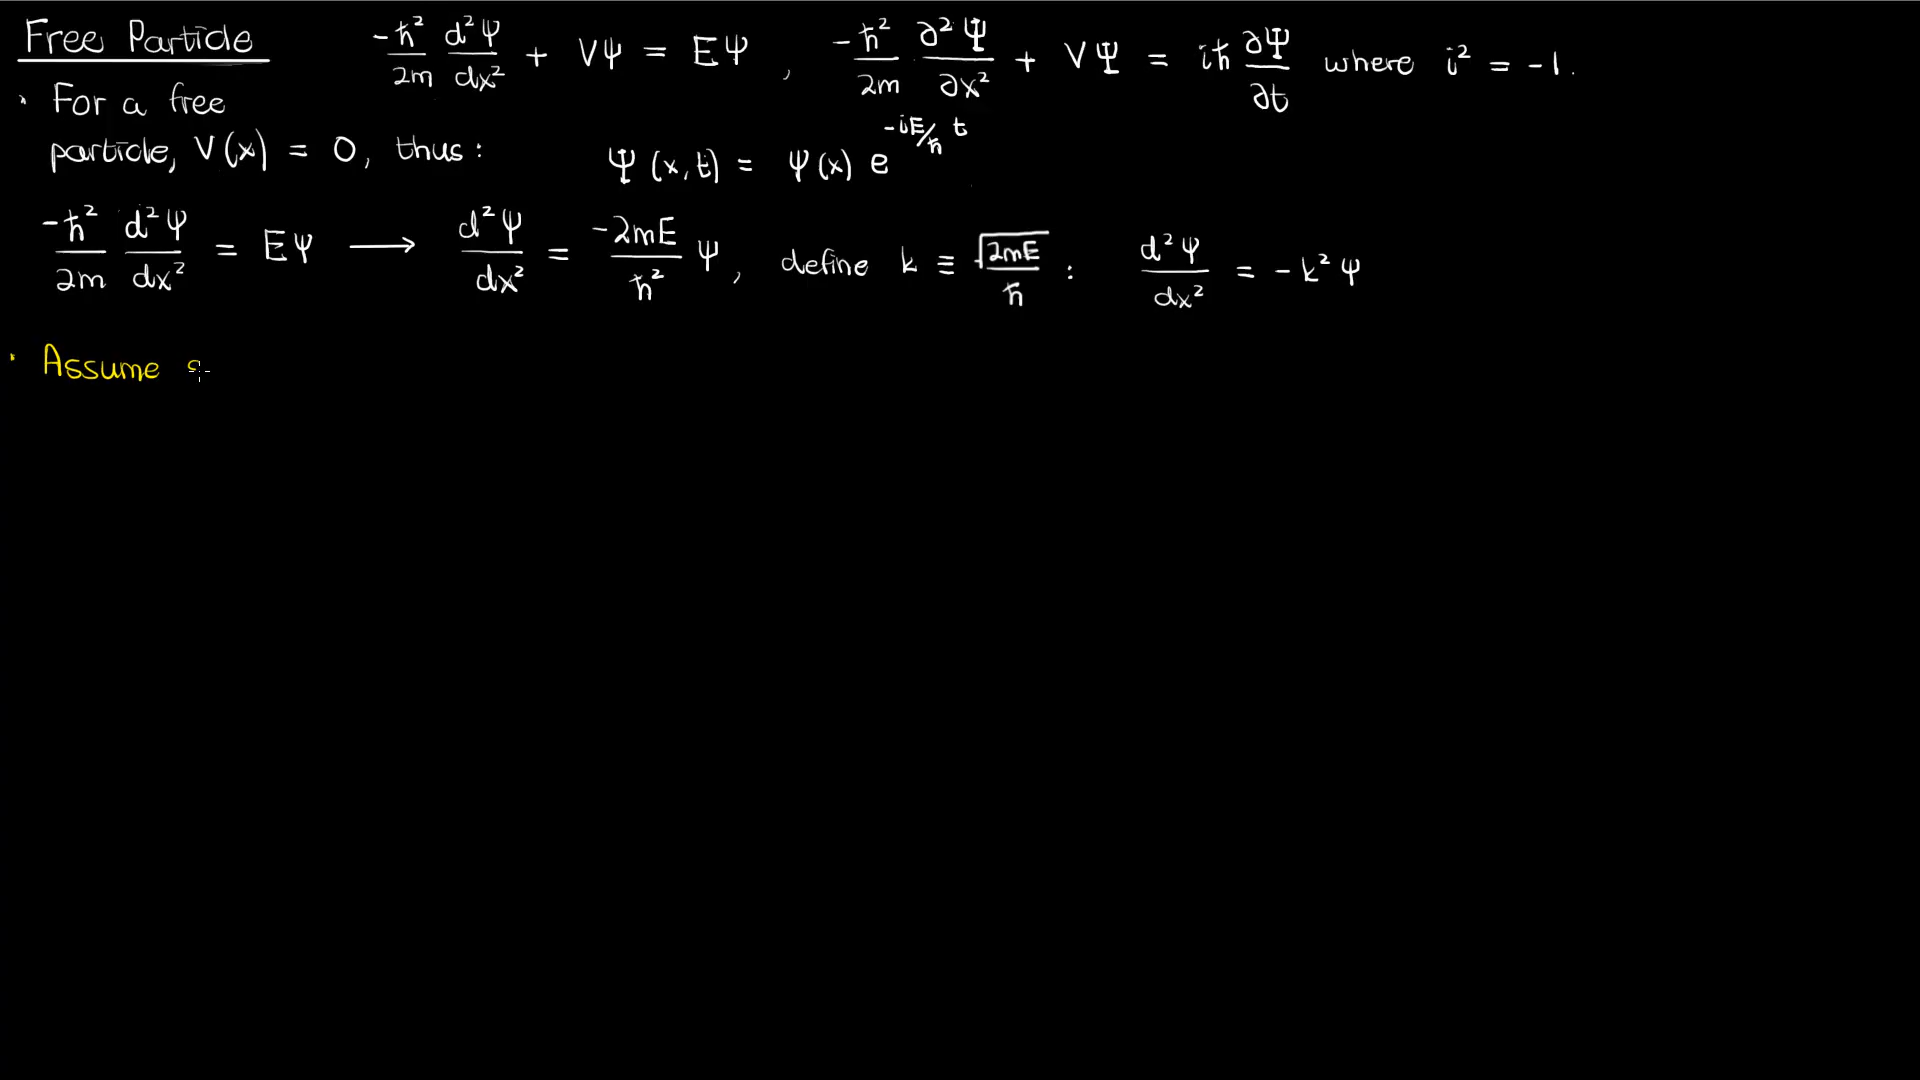 Free Particle
-ħ²/2m d²ψ/dx² + Vψ = Eψ , -ħ²/2m ∂²Ψ/∂x² + VΨ = iħ ∂Ψ/∂t where i² = -1.
· For a free
particle, V(x) = 0, thus:
Ψ(x,t) = ψ(x) e^(-iE/ħ t)
-ħ²/2m d²ψ/dx² = Eψ ⟶ d²ψ/dx² = -2mE/ħ² ψ, define k ≡ √2mE/ħ : d²ψ/dx² = -k²ψ
· Assume s